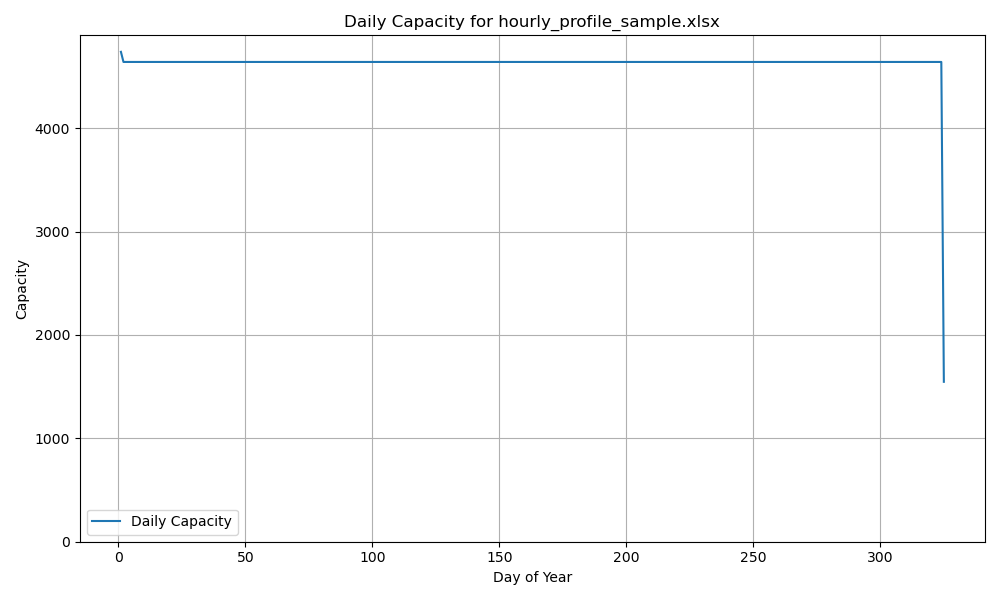 Daily Capacity for hourly_profile_sample.xlsx
Capacity
4000
3000
2000
1000
0
Daily Capacity
0 50 100 150 200 250 300
Day of Year